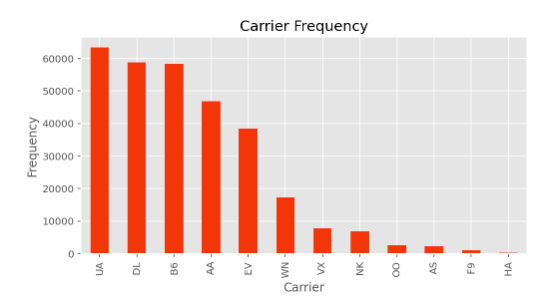 Carrier Frequency
60000
50000
40000
30000
20000
10000
0
Frequency
UA DL B6 AA EV WN VX NK OO AS F9 HA
Carrier